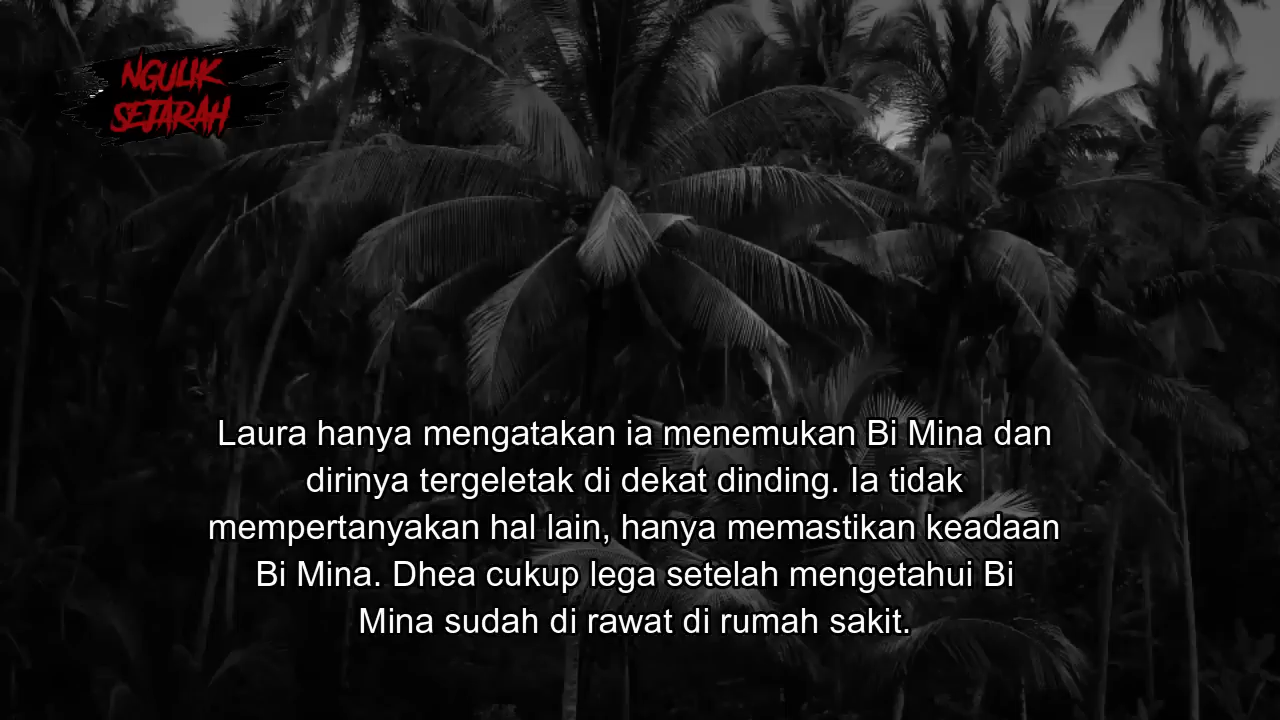 NGULIK
SEJARAH
Laura hanya mengatakan ia menemukan Bi Mina dan
dirinya tergeletak di dekat dinding. Ia tidak
mempertanyakan hal lain, hanya memastikan keadaan
Bi Mina. Dhea cukup lega setelah mengetahui Bi
Mina sudah di rawat di rumah sakit.